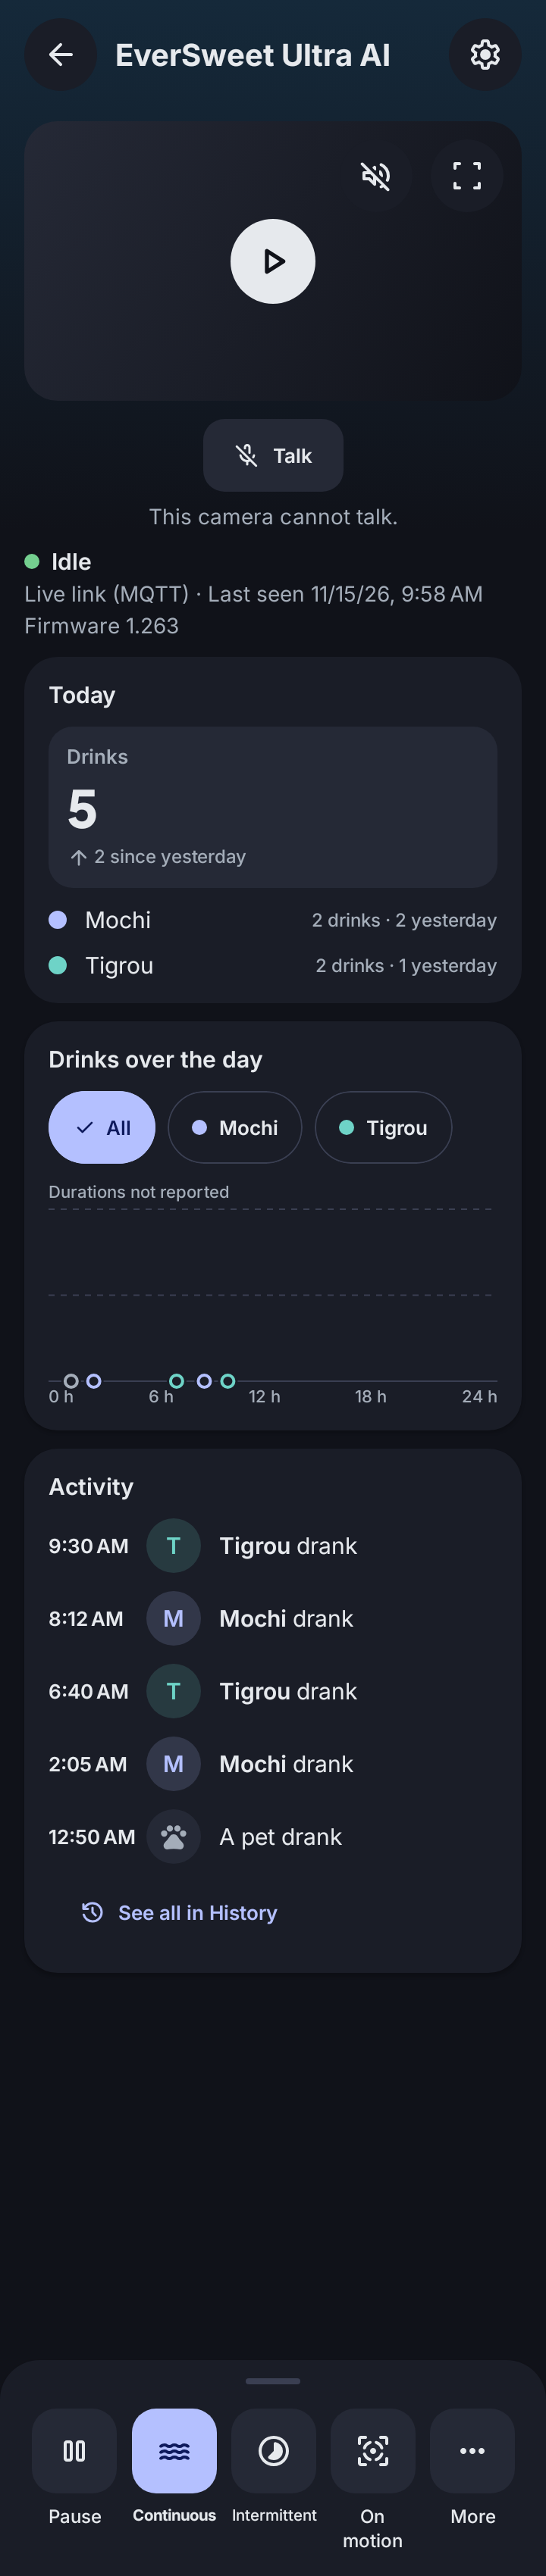 EverSweet Ultra AI
Talk
This camera cannot talk.
Idle
Live link (MQTT) · Last seen 11/15/26, 9:58 AM
Firmware 1.263
Today
Drinks
5
↑ 2 since yesterday
Mochi 2 drinks · 2 yesterday
Tigrou 2 drinks · 1 yesterday
Drinks over the day
All Mochi Tigrou
Durations not reported
0 h 6 h 12 h 18 h 24 h
Activity
9:30 AM T Tigrou drank
8:12 AM M Mochi drank
6:40 AM T Tigrou drank
2:05 AM M Mochi drank
12:50 AM A pet drank
See all in History
Pause Continuous Intermittent On motion More